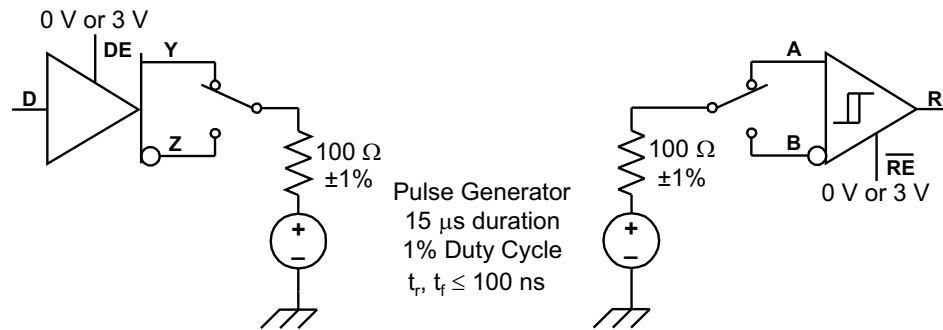 0 V or 3 V
DE
Y
D
Z
100 Ω
±1%
Pulse Generator
15 μs duration
1% Duty Cycle
tr, tf ≤ 100 ns
A
R
B
100 Ω
±1%
RE
0 V or 3 V
+
–
+
–